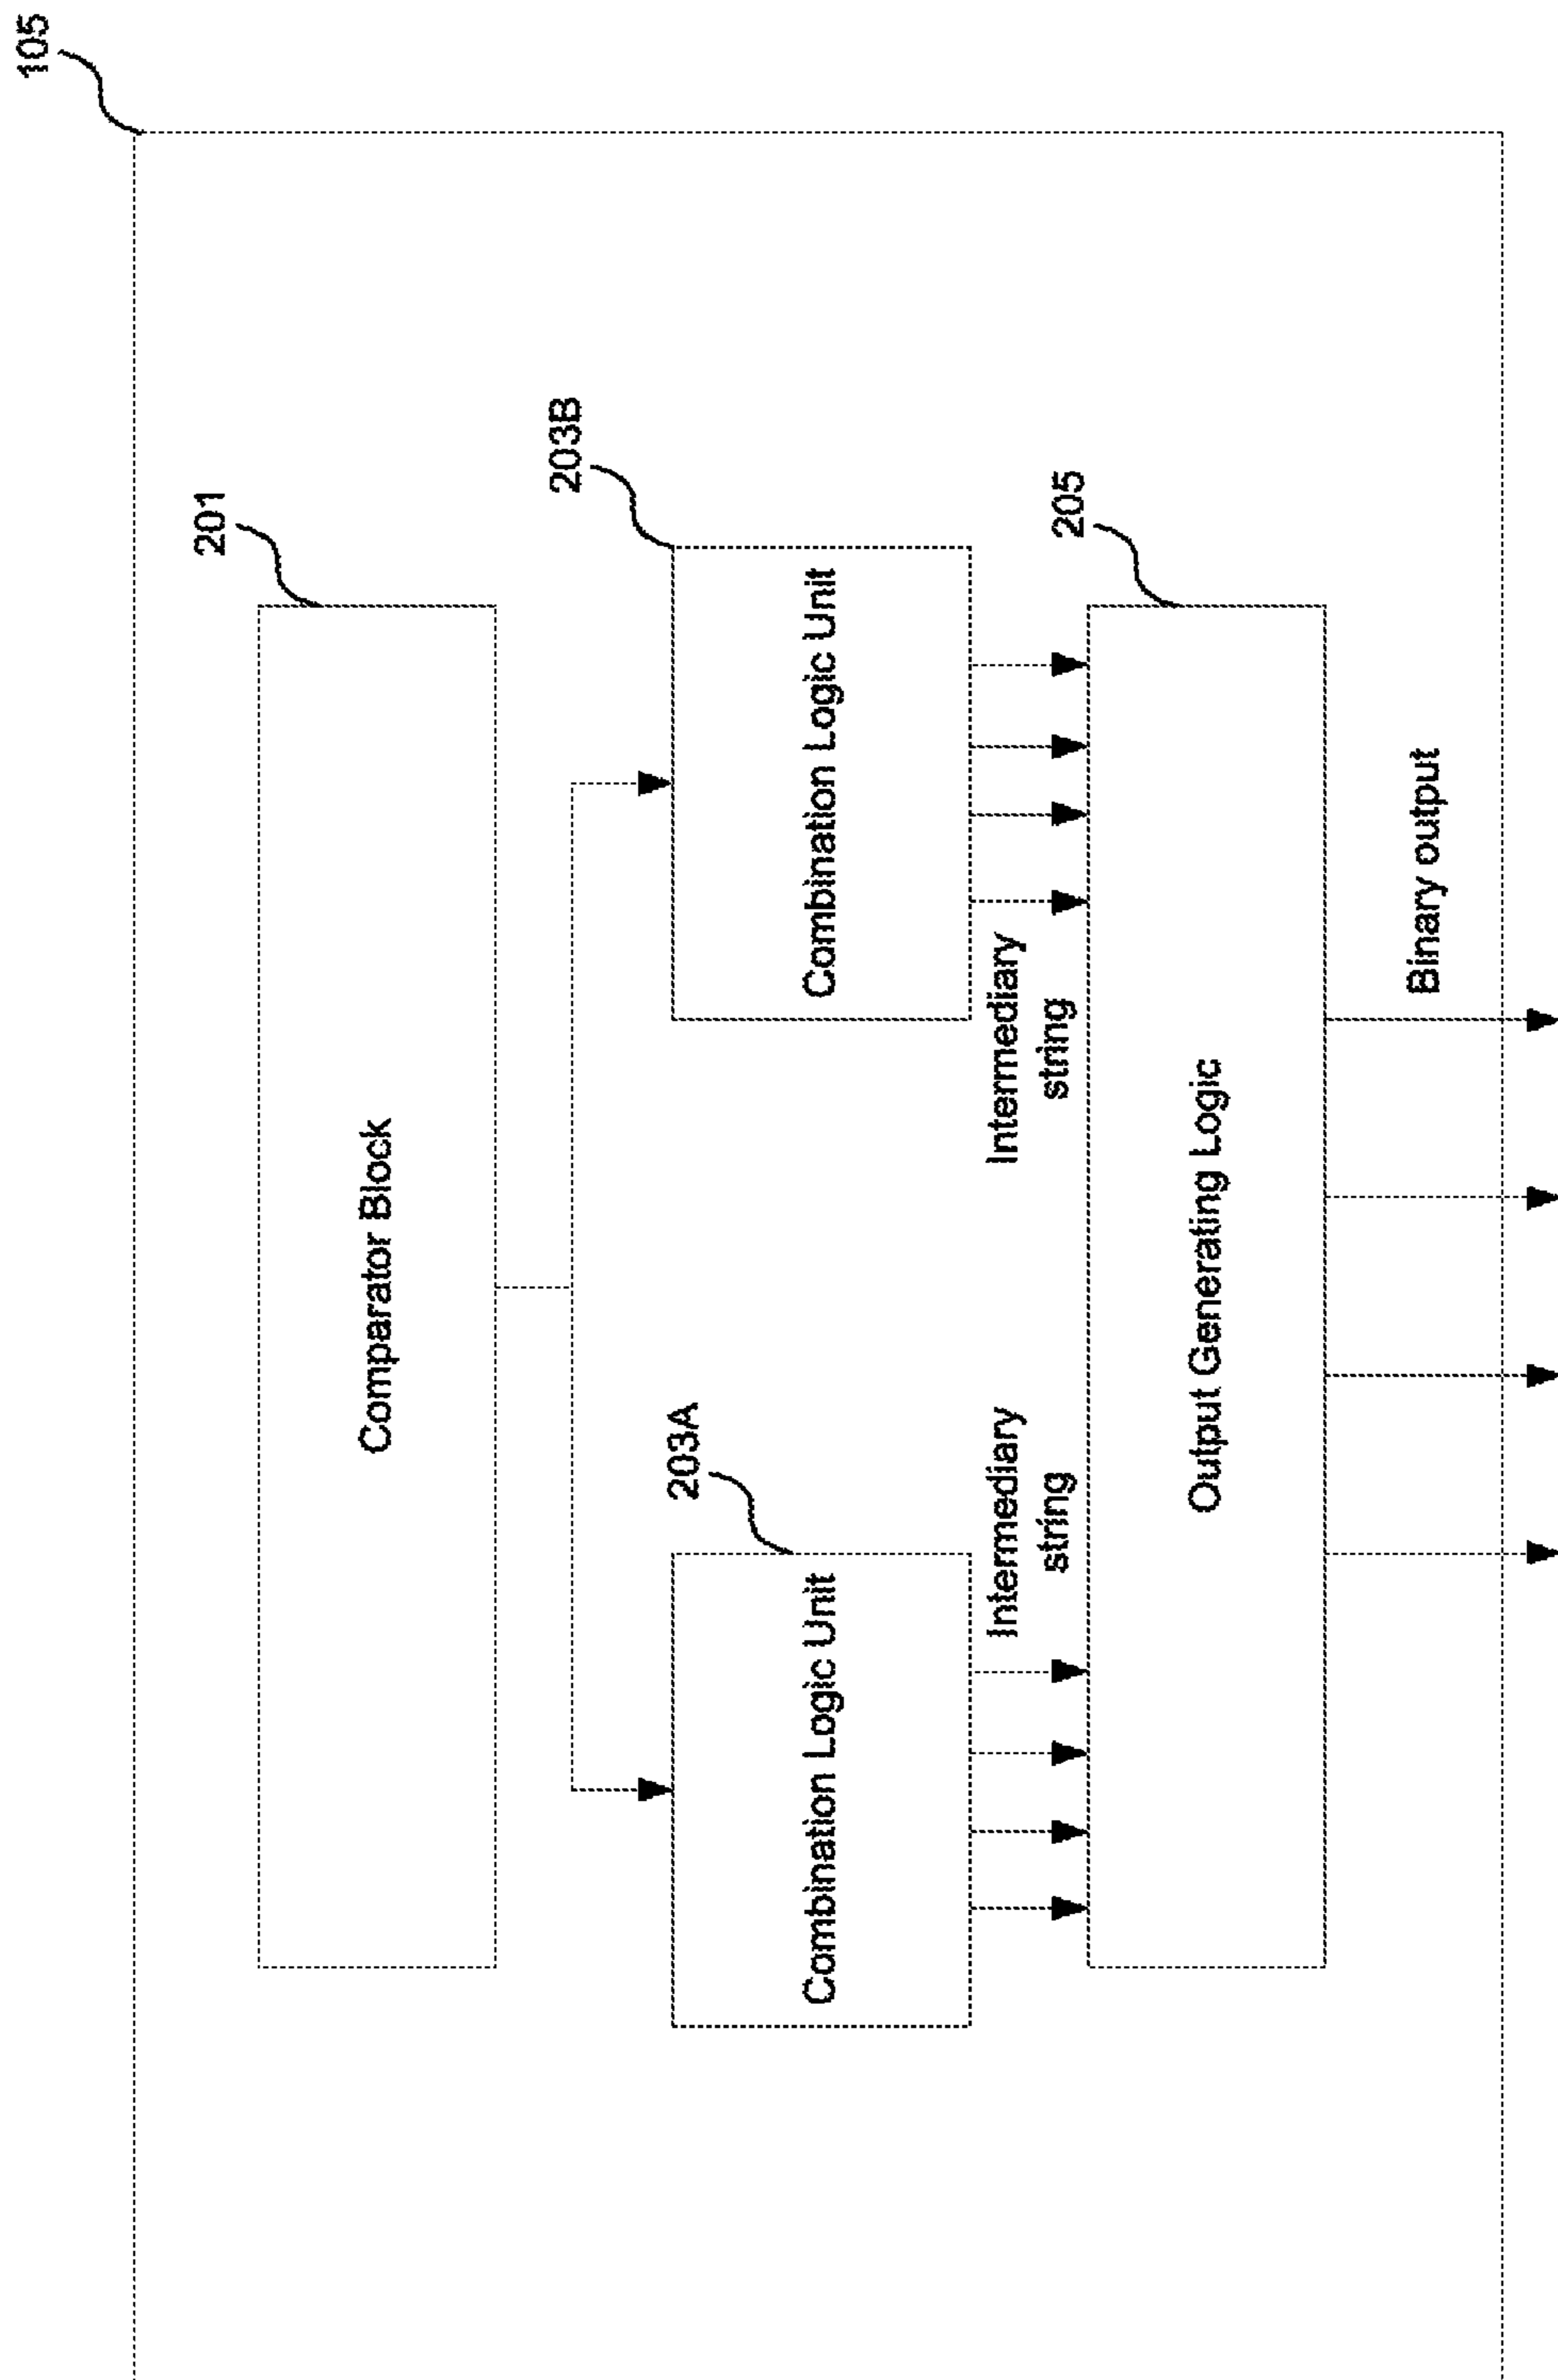 105
201
Comparator Block
203A
203B
Combination Logic Unit
Combination Logic Unit
Intermediary
string
Intermediary
string
205
Output Generating Logic
Binary output